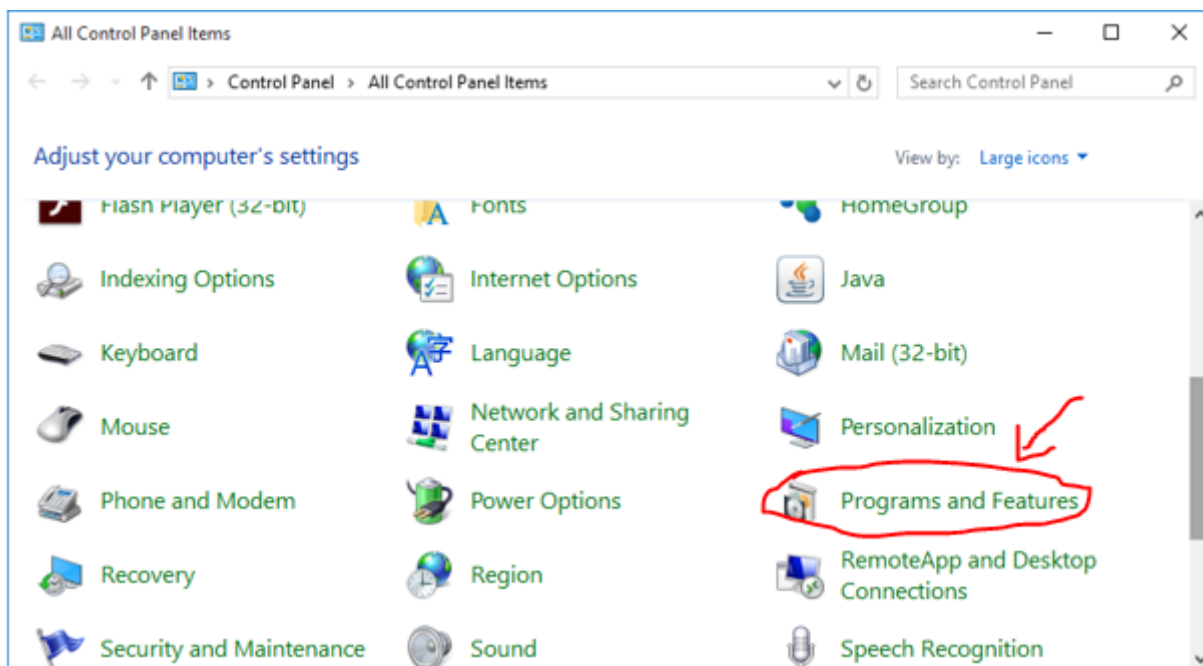 All Control Panel Items
Control Panel > All Control Panel Items
Search Control Panel
Adjust your computer's settings
View by: Large icons
Flash Player (32-bit)
Fonts
HomeGroup
Indexing Options
Internet Options
Java
Keyboard
Language
Mail (32-bit)
Mouse
Network and Sharing
Center
Personalization
Phone and Modem
Power Options
Programs and Features
Recovery
Region
RemoteApp and Desktop
Connections
Security and Maintenance
Sound
Speech Recognition